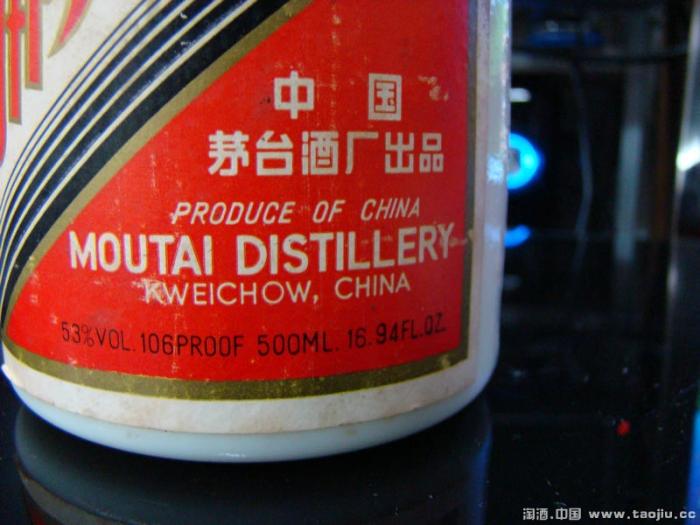 中国
茅台酒厂出品
PRODUCE OF CHINA
MOUTAI DISTILLERY
KWEICHOW, CHINA
53%VOL. 106PROOF 500ML. 16.94FL.OZ.
淘酒.中国 www.taojiu.cc